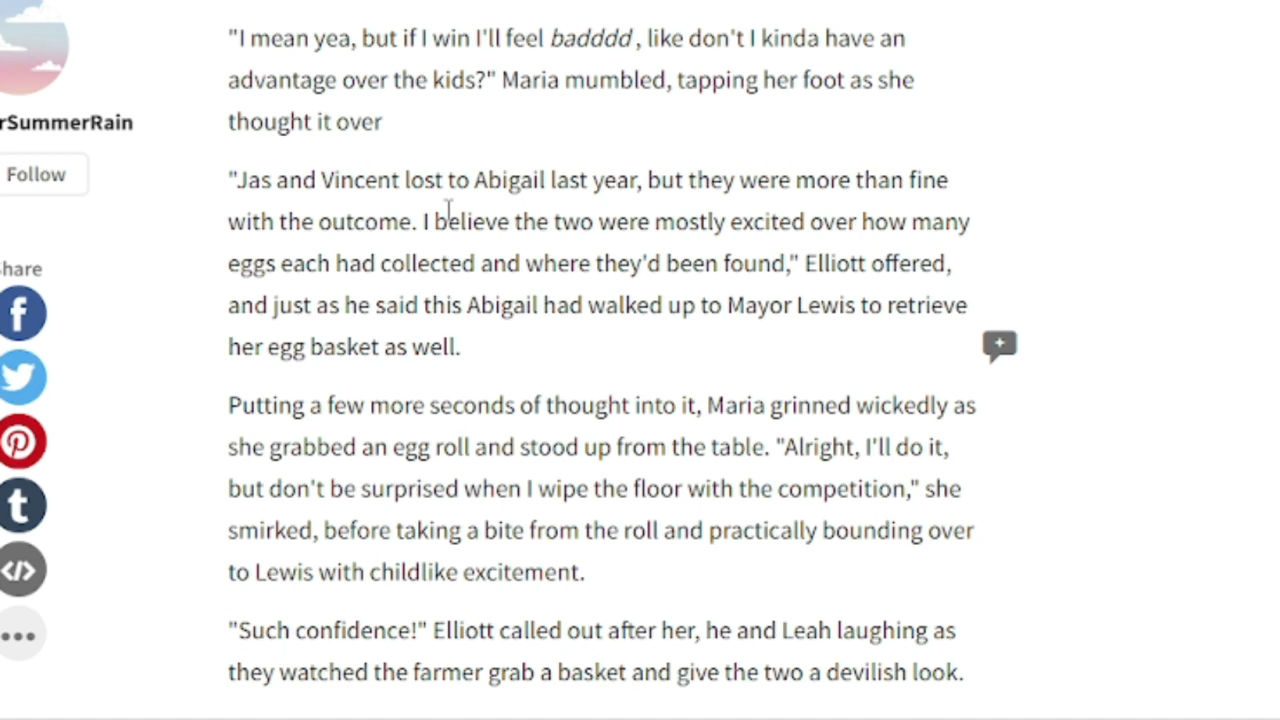 "I mean yea, but if I win I'll feel badddd , like don't I kinda have an
advantage over the kids?" Maria mumbled, tapping her foot as she
thought it over
rSummerRain
Follow
"Jas and Vincent lost to Abigail last year, but they were more than fine
with the outcome. I believe the two were mostly excited over how many
eggs each had collected and where they'd been found," Elliott offered,
and just as he said this Abigail had walked up to Mayor Lewis to retrieve
her egg basket as well.
Share
Putting a few more seconds of thought into it, Maria grinned wickedly as
she grabbed an egg roll and stood up from the table. "Alright, I'll do it,
but don't be surprised when I wipe the floor with the competition," she
smirked, before taking a bite from the roll and practically bounding over
to Lewis with childlike excitement.
"Such confidence!" Elliott called out after her, he and Leah laughing as
they watched the farmer grab a basket and give the two a devilish look.